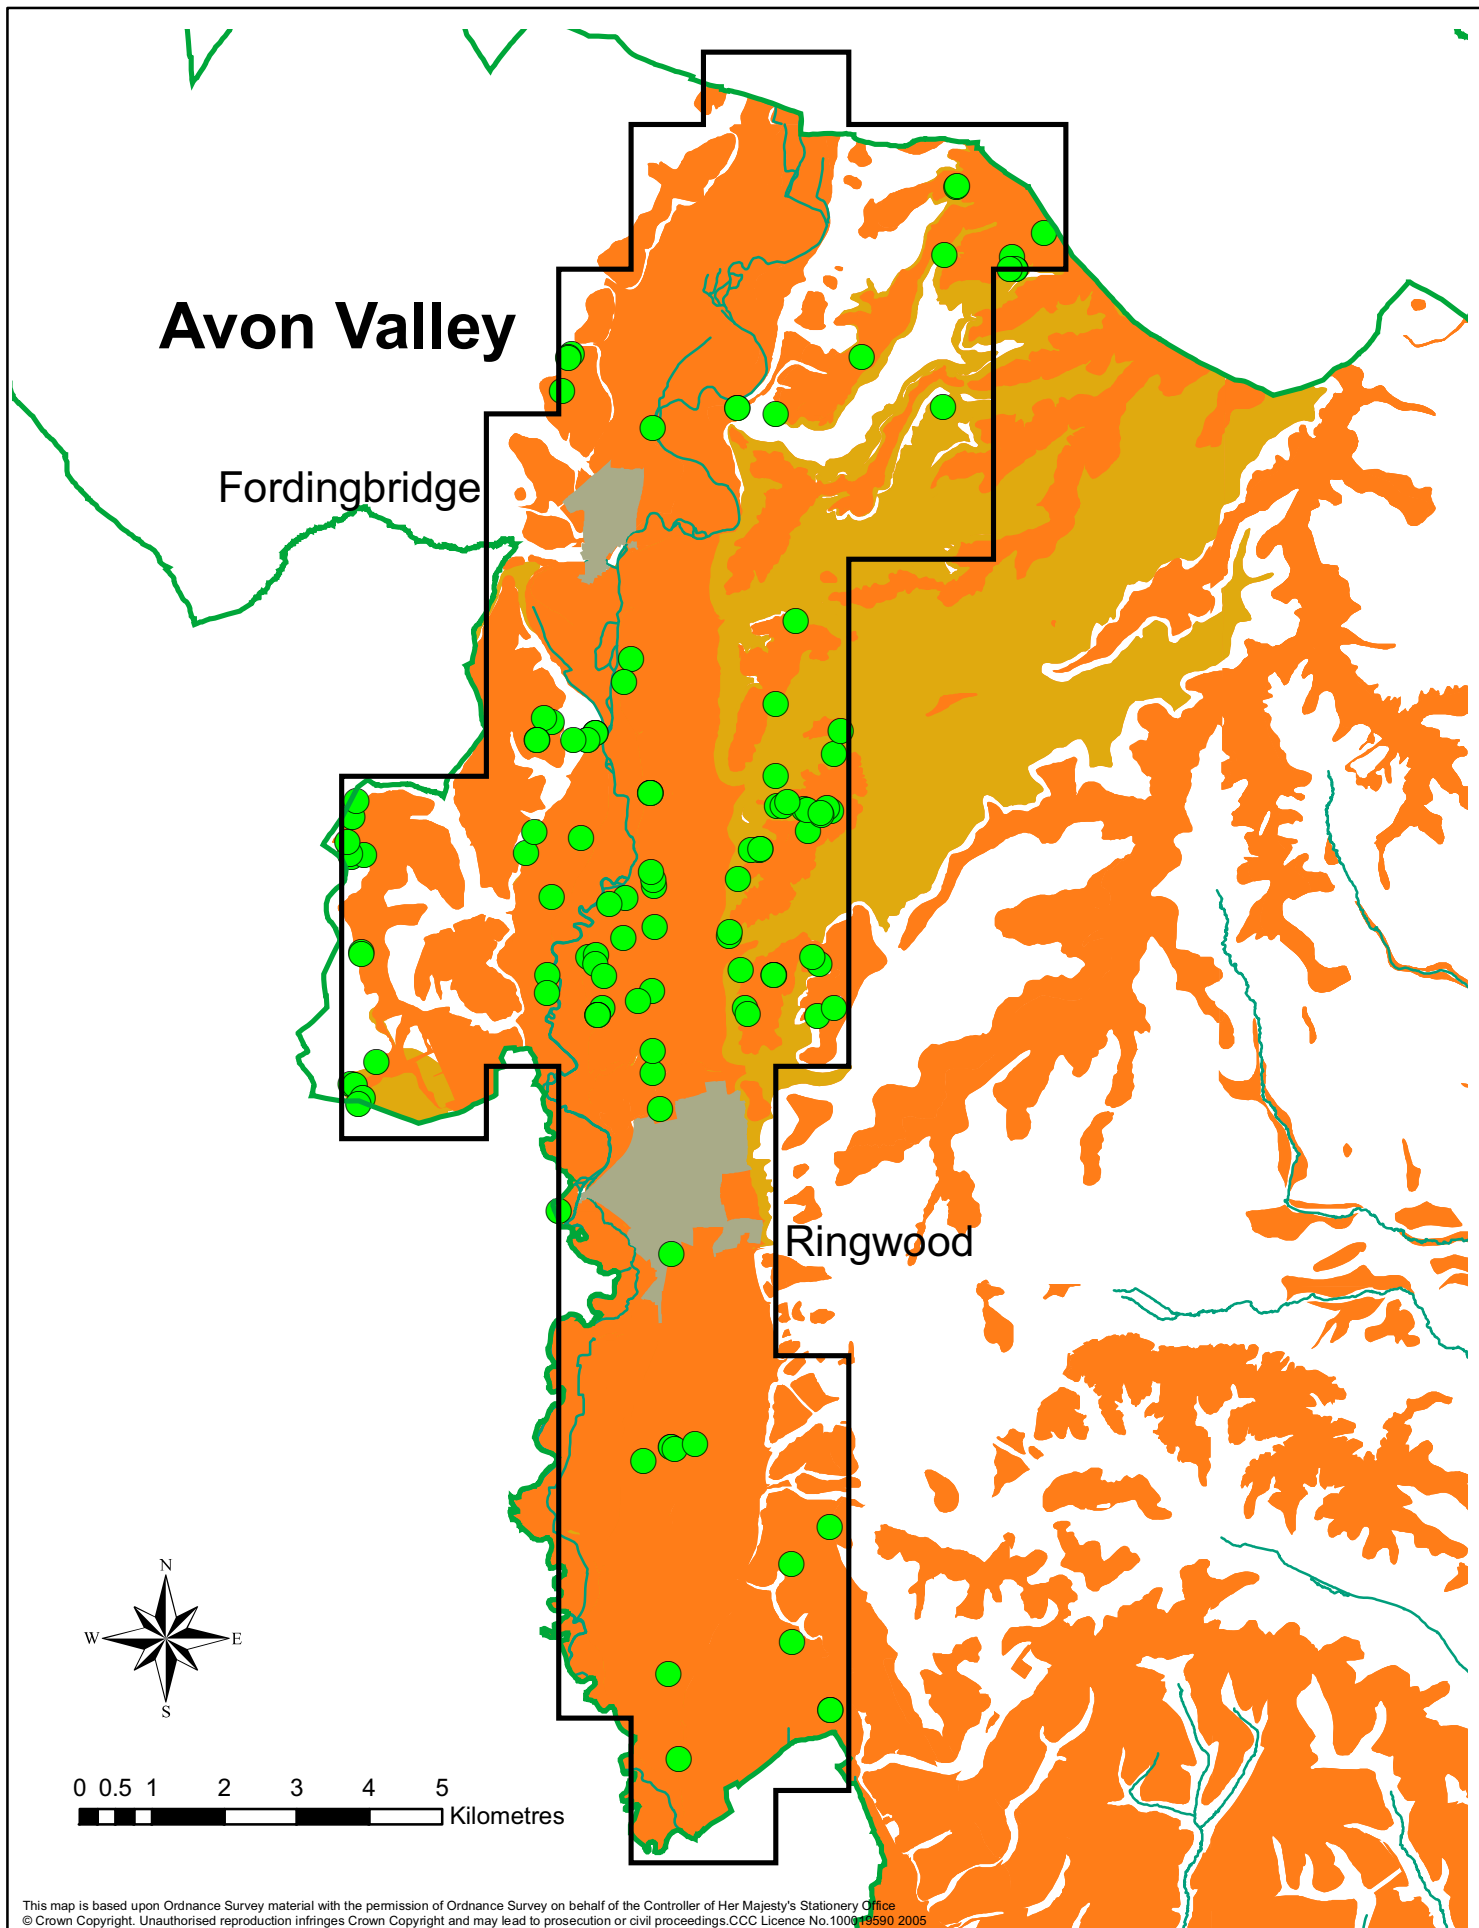 Avon Valley
Fordingbridge
Ringwood
N
W E
S
0 0.5 1 2 3 4 5
Kilometres
This map is based upon Ordnance Survey material with the permission of Ordnance Survey on behalf of the Controller of Her Majesty's Stationery Office
© Crown Copyright. Unauthorised reproduction infringes Crown Copyright and may lead to prosecution or civil proceedings.CCC Licence No.100019590 2005